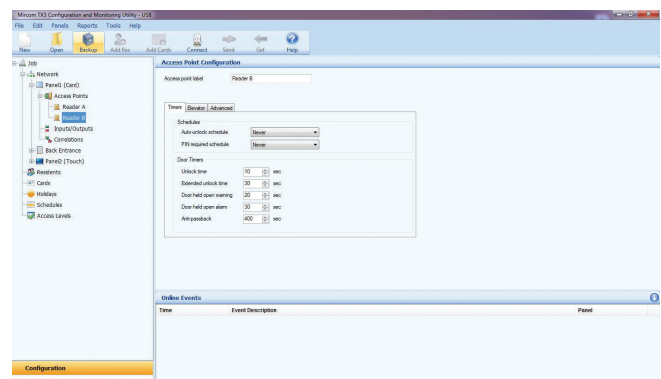 Mircom TX3 Configuration and Monitoring Utility - USB
File Edit Panels Reports Tools Help
New Open Backup Add Res Add Cards Connect Send Get Help
Job
Network
Panel1 (Card)
Access Points
Reader A
Reader B
Inputs/Outputs
Correlations
Back Entrance
Panel2 (Touch)
Residents
Cards
Holidays
Schedules
Access Levels
Configuration
Access Point Configuration
Access point label Reader B
Timers Elevator Advanced
Schedules
Auto unlock schedule Never
PIN required schedule Never
Door Timers
Unlock time 10 sec
Extended unlock time 30 sec
Door held open warning 20 sec
Door held open alarm 30 sec
Anti-passback 400 sec
Online Events
Time Event Description Panel